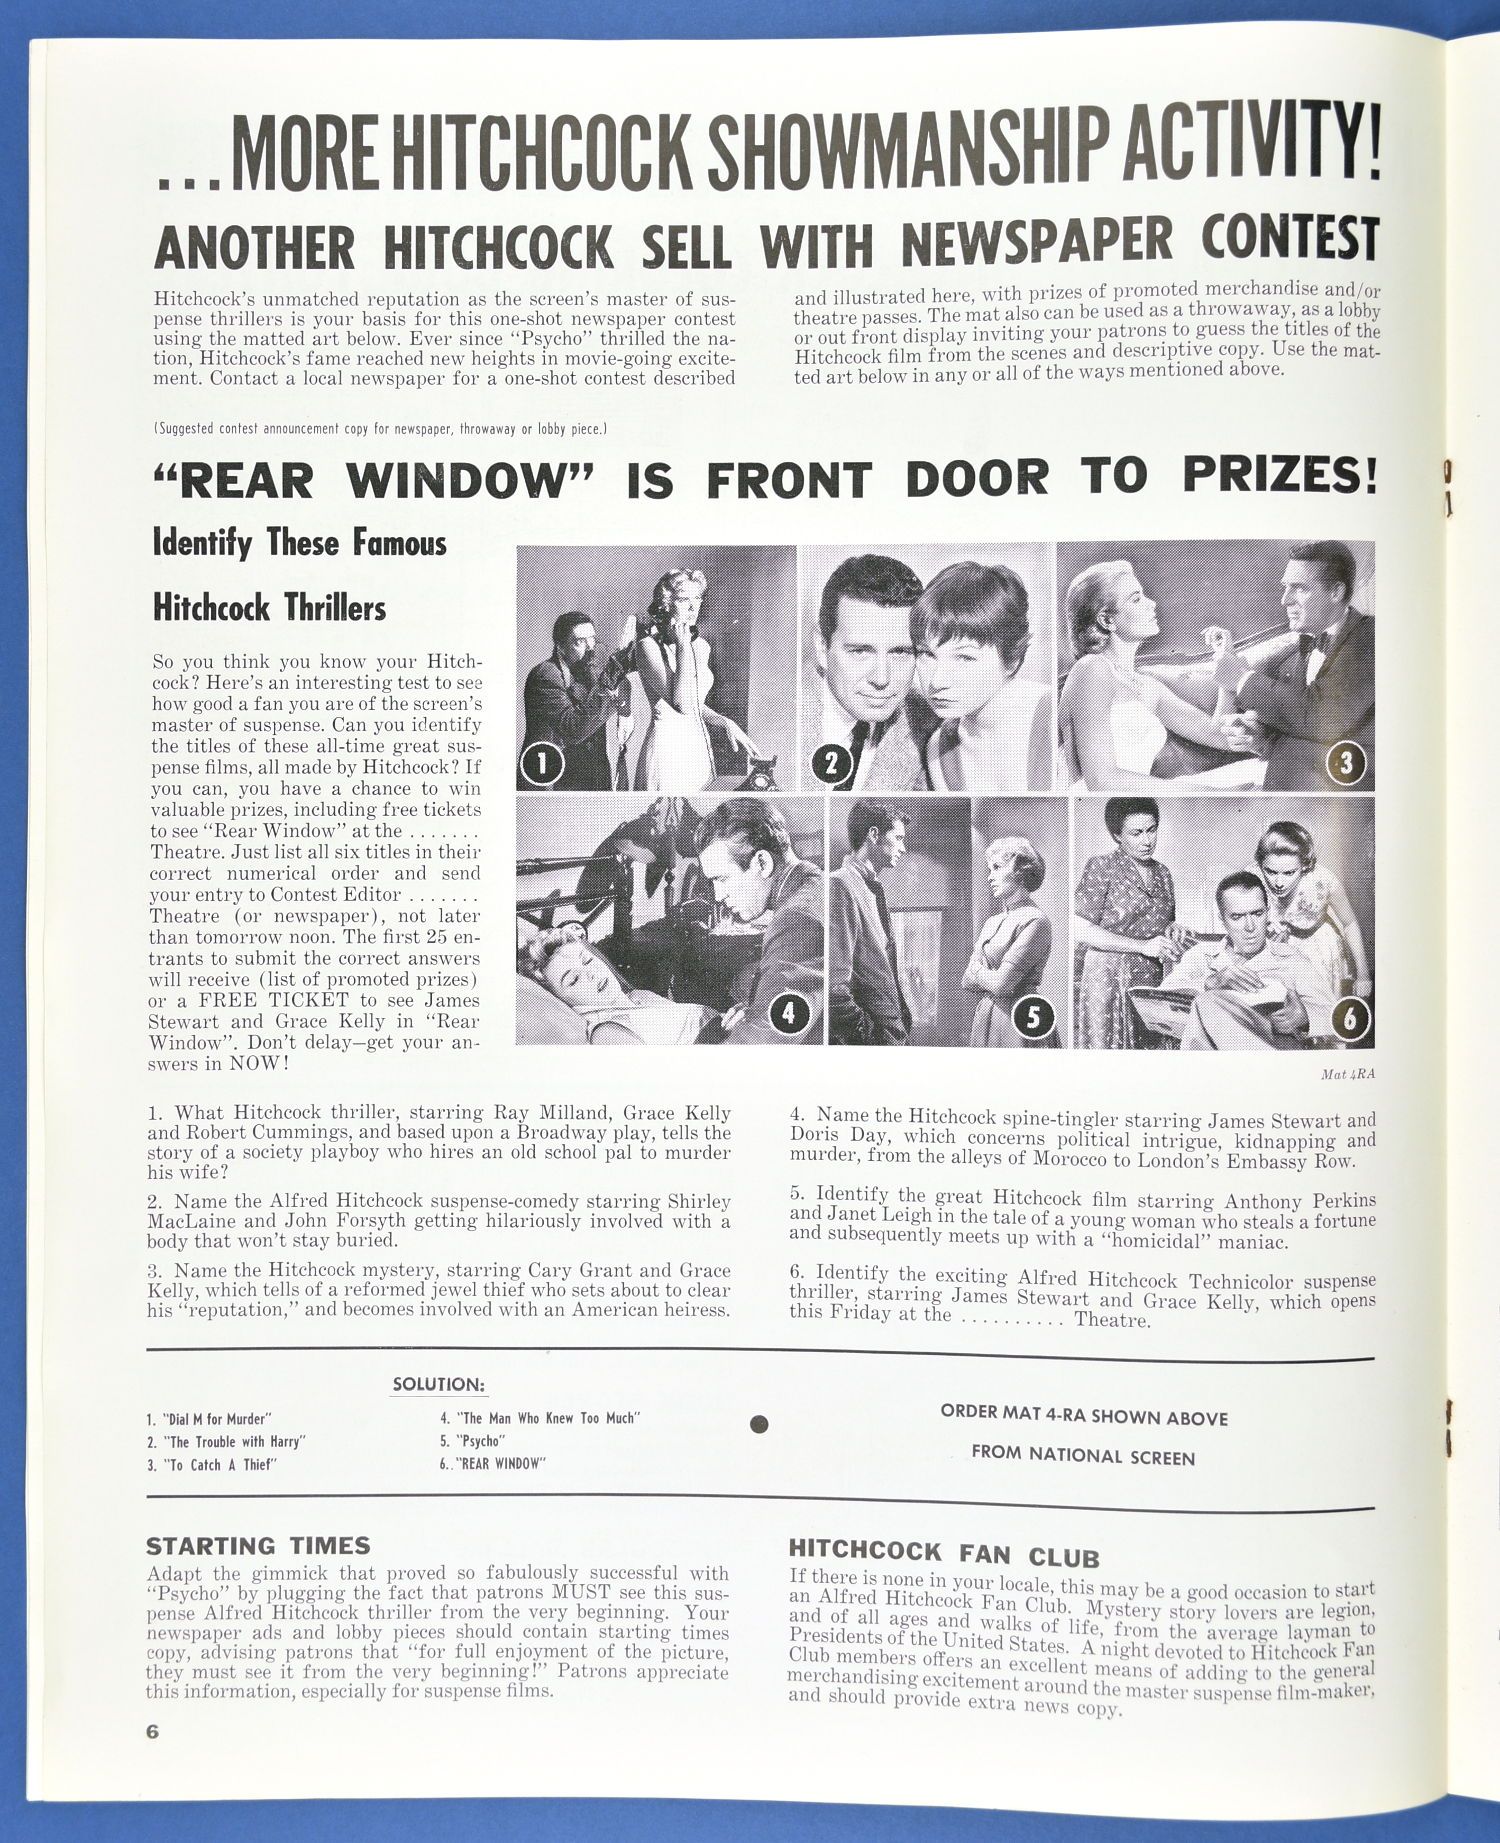 ...MORE HITCHCOCK SHOWMANSHIP ACTIVITY!
ANOTHER HITCHCOCK SELL WITH NEWSPAPER CONTEST
Hitchcock's unmatched reputation as the screen's master of sus-
pense thrillers is your basis for this one-shot newspaper contest
using the matted art below. Ever since "Psycho" thrilled the na-
tion, Hitchcock's fame reached new heights in movie-going excite-
ment. Contact a local newspaper for a one-shot contest described
and illustrated here, with prizes of promoted merchandise and/or
theatre passes. The mat also can be used as a throwaway, as a lobby
or out front display inviting your patrons to guess the titles of the
Hitchcock film from the scenes and descriptive copy. Use the mat-
ted art below in any or all of the ways mentioned above.
(Suggested contest announcement copy for newspaper, throwaway or lobby piece.)
"REAR WINDOW" IS FRONT DOOR TO PRIZES!
Identify These Famous
Hitchcock Thrillers
So you think you know your Hitch-
cock? Here's an interesting test to see
how good a fan you are of the screen's
master of suspense. Can you identify
the titles of these all-time great sus-
pense films, all made by Hitchcock? If
you can, you have a chance to win
valuable prizes, including free tickets
to see "Rear Window" at the .......
Theatre. Just list all six titles in their
correct numerical order and send
your entry to Contest Editor .......
Theatre (or newspaper), not later
than tomorrow noon. The first 25 en-
trants to submit the correct answers
will receive (list of promoted prizes)
or a FREE TICKET to see James
Stewart and Grace Kelly in "Rear
Window". Don't delay—get your an-
swers in NOW!
1
2
3
4
5
6
Mat 4RA
1. What Hitchcock thriller, starring Ray Milland, Grace Kelly
and Robert Cummings, and based upon a Broadway play, tells the
story of a society playboy who hires an old school pal to murder
his wife?
2. Name the Alfred Hitchcock suspense-comedy starring Shirley
MacLaine and John Forsyth getting hilariously involved with a
body that won't stay buried.
3. Name the Hitchcock mystery, starring Cary Grant and Grace
Kelly, which tells of a reformed jewel thief who sets about to clear
his "reputation," and becomes involved with an American heiress.
4. Name the Hitchcock spine-tingler starring James Stewart and
Doris Day, which concerns political intrigue, kidnapping and
murder, from the alleys of Morocco to London's Embassy Row.
5. Identify the great Hitchcock film starring Anthony Perkins
and Janet Leigh in the tale of a young woman who steals a fortune
and subsequently meets up with a "homicidal" maniac.
6. Identify the exciting Alfred Hitchcock Technicolor suspense
thriller, starring James Stewart and Grace Kelly, which opens
this Friday at the .......... Theatre.
SOLUTION:
1. "Dial M for Murder"
2. "The Trouble with Harry"
3. "To Catch A Thief"
4. "The Man Who Knew Too Much"
5. "Psycho"
6.. "REAR WINDOW"
ORDER MAT 4-RA SHOWN ABOVE
FROM NATIONAL SCREEN
STARTING TIMES
Adapt the gimmick that proved so fabulously successful with
"Psycho" by plugging the fact that patrons MUST see this sus-
pense Alfred Hitchcock thriller from the very beginning. Your
newspaper ads and lobby pieces should contain starting times
copy, advising patrons that "for full enjoyment of the picture,
they must see it from the very beginning!" Patrons appreciate
this information, especially for suspense films.
HITCHCOCK FAN CLUB
If there is none in your locale, this may be a good occasion to start
an Alfred Hitchcock Fan Club. Mystery story lovers are legion,
and of all ages and walks of life, from the average layman to
Presidents of the United States. A night devoted to Hitchcock Fan
Club members offers an excellent means of adding to the general
merchandising excitement around the master suspense film-maker,
and should provide extra news copy.
6